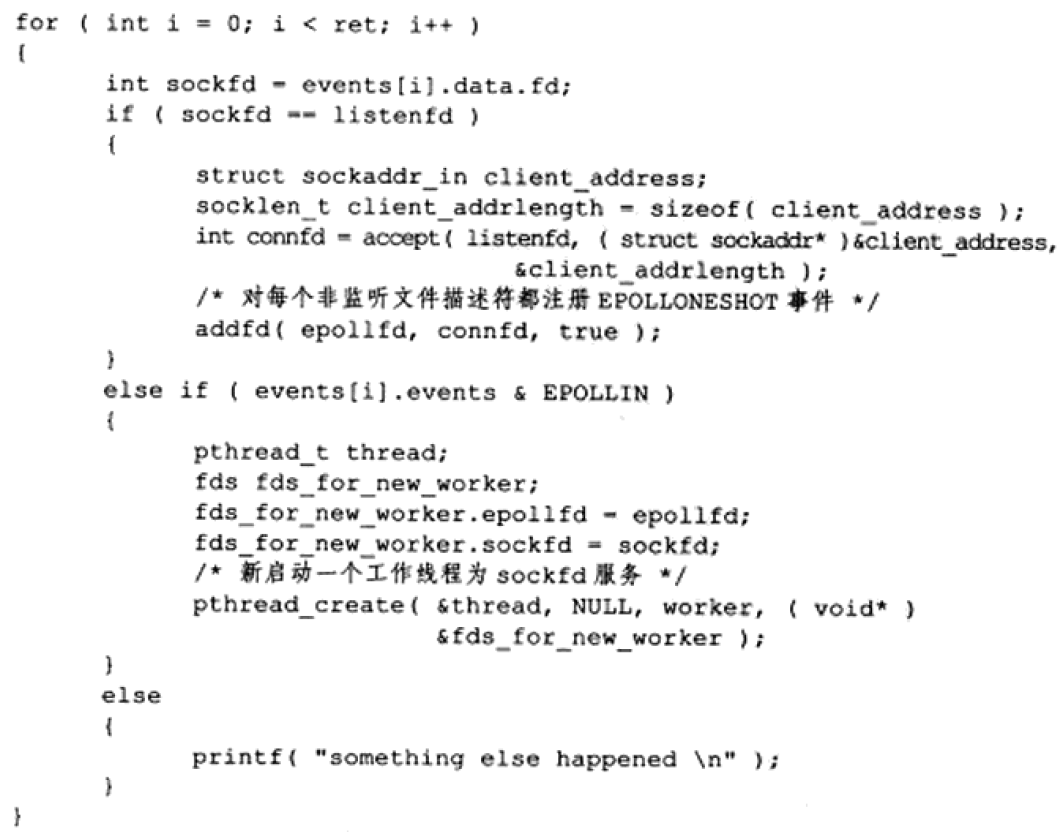 for ( int i = 0; i < ret; i++ )
{
int sockfd = events[i].data.fd;
if ( sockfd == listenfd )
{
struct sockaddr_in client_address;
socklen_t client_addrlength = sizeof( client_address );
int connfd = accept( listenfd, ( struct sockaddr* )&client_address,
&client_addrlength );
/* 对每个非监听文件描述符都注册 EPOLLONESHOT 事件 */
addfd( epollfd, connfd, true );
}
else if ( events[i].events & EPOLLIN )
{
pthread_t thread;
fds fds_for_new_worker;
fds_for_new_worker.epollfd = epollfd;
fds_for_new_worker.sockfd = sockfd;
/* 新启动一个工作线程为 sockfd 服务 */
pthread_create( &thread, NULL, worker, ( void* )
&fds_for_new_worker );
}
else
{
printf( "something else happened \n" );
}
}